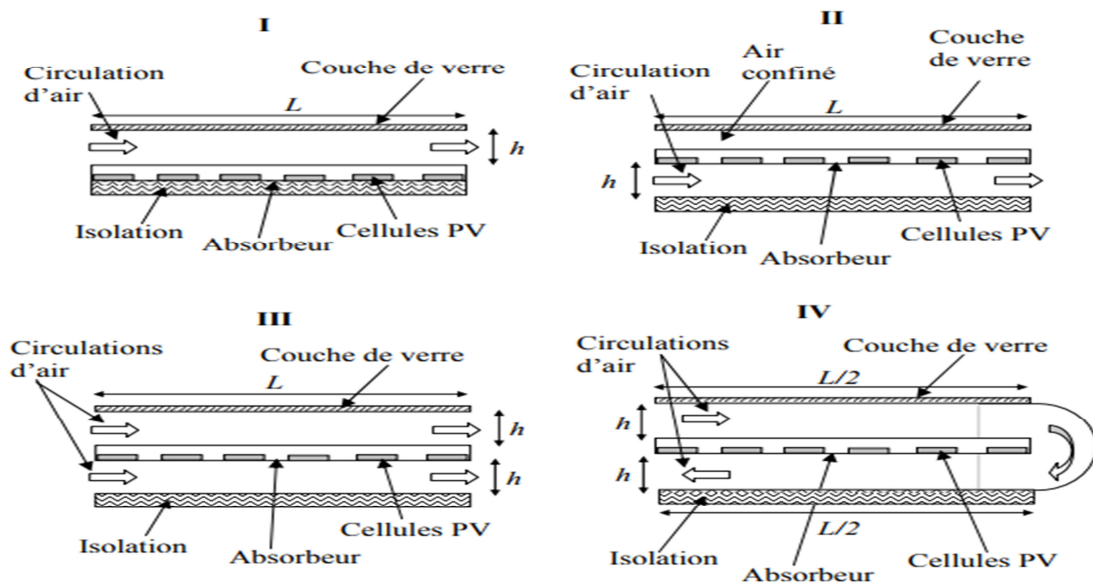 I
Circulation
d'air
Couche de verre
L
h
Isolation
Absorbeur
Cellules PV
II
Circulation
d'air
Air
confiné
Couche
de verre
L
h
Isolation
Absorbeur
Cellules PV
III
Circulations
d'air
Couche de verre
L
h
h
Isolation
Absorbeur
Cellules PV
IV
Circulations
d'air
Couche de verre
L/2
h
h
L/2
Isolation
Absorbeur
Cellules PV